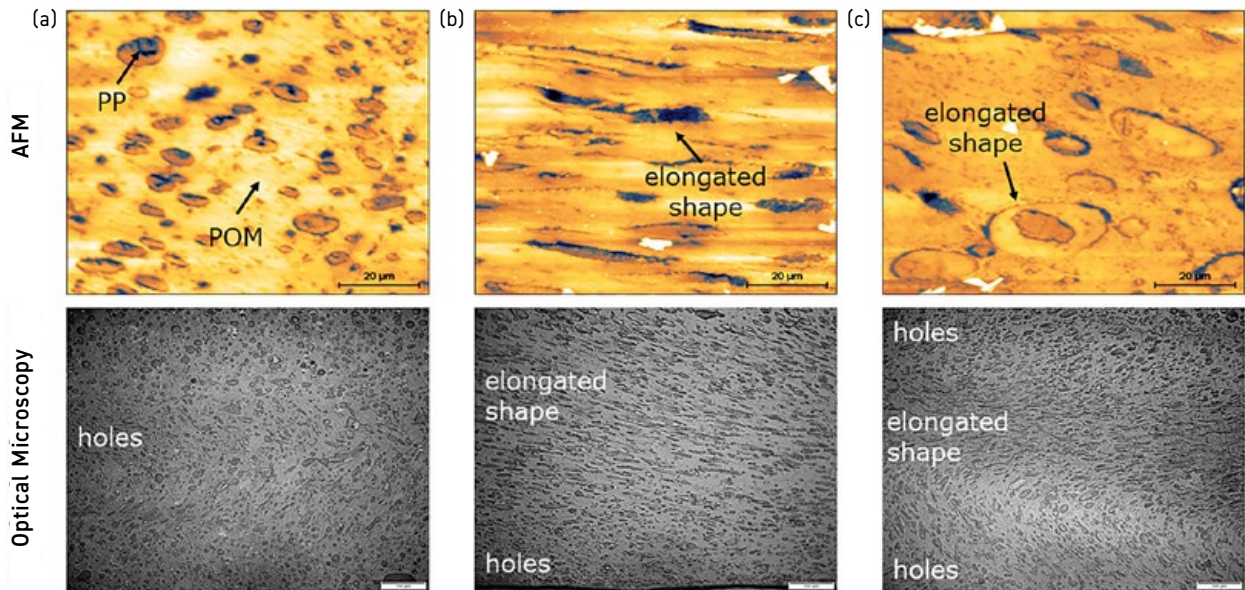 (a)
(b)
(c)
AFM
PP
POM
20 µm
elongated
shape
20 µm
elongated
shape
20 µm
Optical Microscopy
holes
elongated
shape
holes
holes
elongated
shape
holes